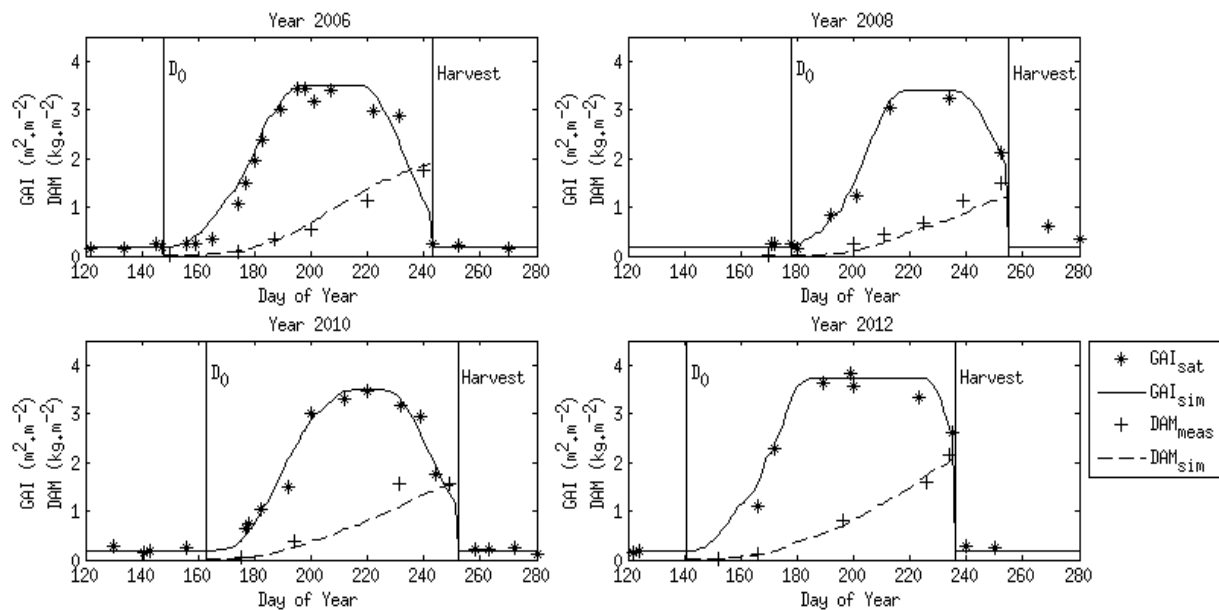 Year 2006
GAI (m².m⁻²)
DAM (kg.m⁻²)
4
3
2
1
0
D₀
Harvest
120 140 160 180 200 220 240 260 280
Day of Year
Year 2008
GAI (m².m⁻²)
DAM (kg.m⁻²)
4
3
2
1
0
D₀
Harvest
120 140 160 180 200 220 240 260 280
Day of Year
Year 2010
GAI (m².m⁻²)
DAM (kg.m⁻²)
4
3
2
1
0
D₀
Harvest
120 140 160 180 200 220 240 260 280
Day of Year
Year 2012
GAI (m².m⁻²)
DAM (kg.m⁻²)
4
3
2
1
0
D₀
Harvest
120 140 160 180 200 220 240 260 280
Day of Year
GAI_sat
GAI_sim
DAM_meas
DAM_sim